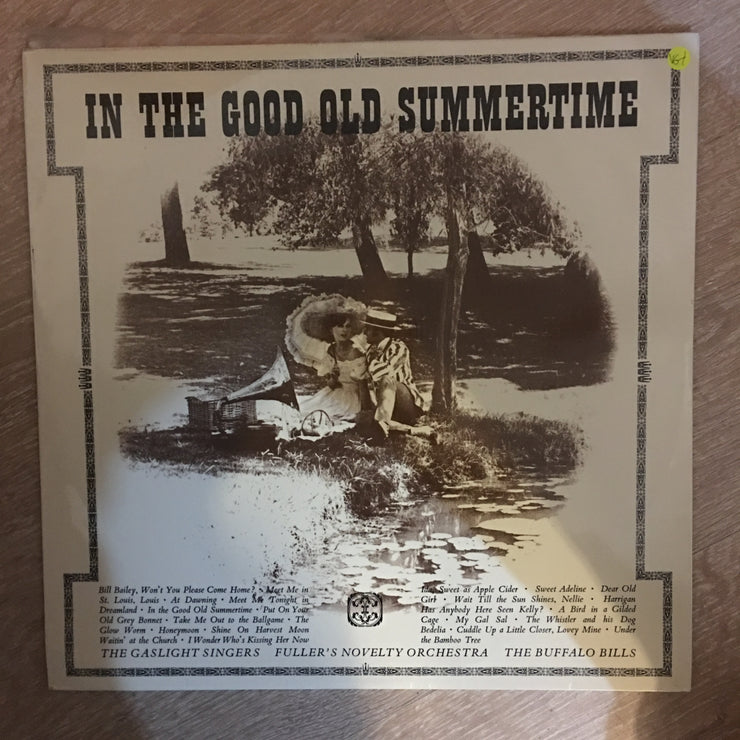 IN THE GOOD OLD SUMMERTIME
VG+
Bill Bailey, Won't You Please Come Home? • Meet Me in
St. Louis, Louis • At Dawning • Meet Me Tonight in
Dreamland • In the Good Old Summertime • Put On Your
Old Grey Bonnet • Take Me Out to the Ballgame • The
Glow Worm • Honeymoon • Shine On Harvest Moon
Waitin' at the Church • I Wonder Who's Kissing Her Now
Ida, Sweet as Apple Cider • Sweet Adeline • Dear Old
Girl • Wait Till the Sun Shines, Nellie • Harrigan
Has Anybody Here Seen Kelly? • A Bird in a Gilded
Cage • My Gal Sal • The Whistler and his Dog
Bedelia • Cuddle Up a Little Closer, Lovey Mine • Under
the Bamboo Tree
THE GASLIGHT SINGERS FULLER'S NOVELTY ORCHESTRA THE BUFFALO BILLS